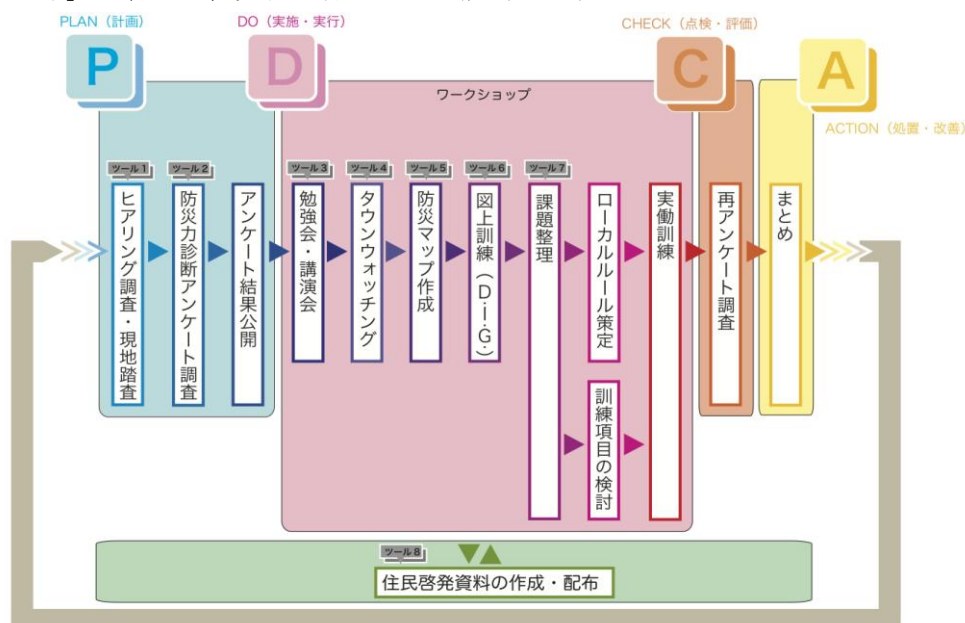 PLAN（計画）
P
DO（実施・実行）
D
CHECK（点検・評価）
C
A
ACTION（処置・改善）
ワークショップ
ツール1
ヒアリング調査・現地踏査
ツール2
防災力診断アンケート調査
アンケート結果公開
ツール3
勉強会・講演会
ツール4
タウンウォッチング
ツール5
防災マップ作成
ツール6
図上訓練（D・I・G・）
ツール7
課題整理
ローカルルール策定
訓練項目の検討
実働訓練
再アンケート調査
まとめ
ツール8
住民啓発資料の作成・配布